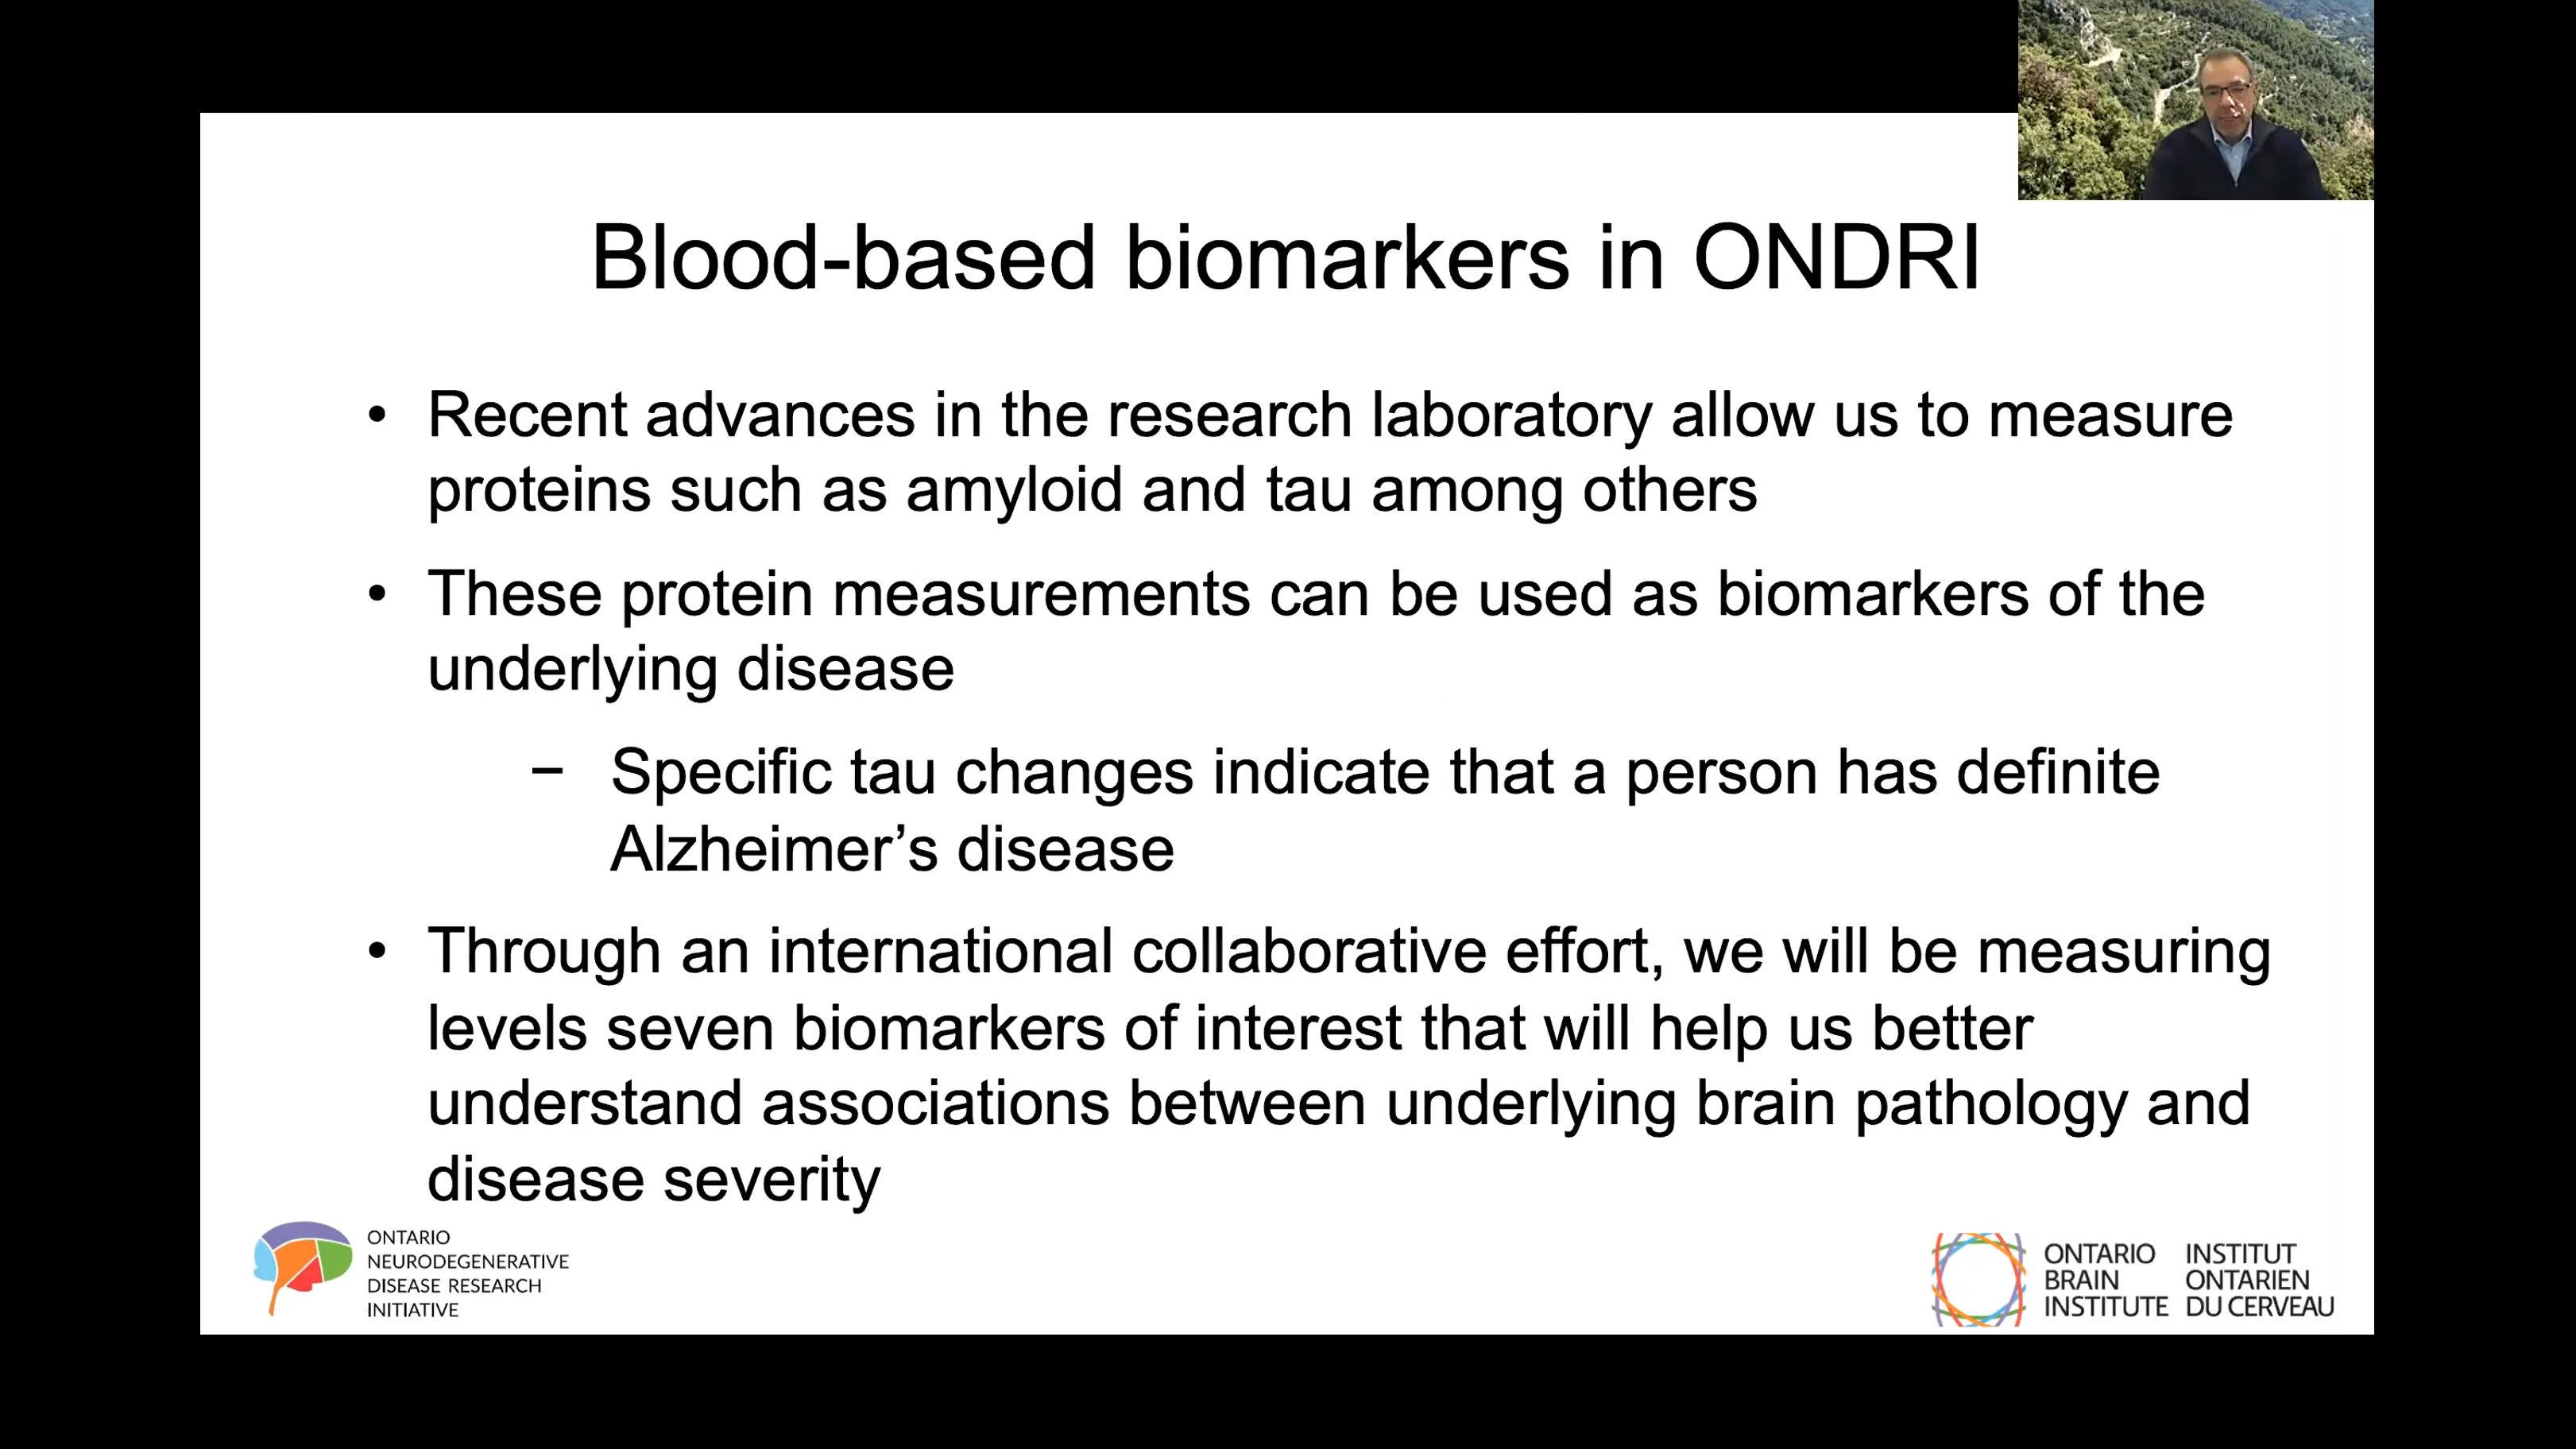 Blood-based biomarkers in ONDRI
• Recent advances in the research laboratory allow us to measure
proteins such as amyloid and tau among others
• These protein measurements can be used as biomarkers of the
underlying disease
– Specific tau changes indicate that a person has definite
Alzheimer’s disease
• Through an international collaborative effort, we will be measuring
levels seven biomarkers of interest that will help us better
understand associations between underlying brain pathology and
disease severity
ONTARIO
NEURODEGENERATIVE
DISEASE RESEARCH
INITIATIVE
ONTARIO
BRAIN
INSTITUTE
INSTITUT
ONTARIEN
DU CERVEAU